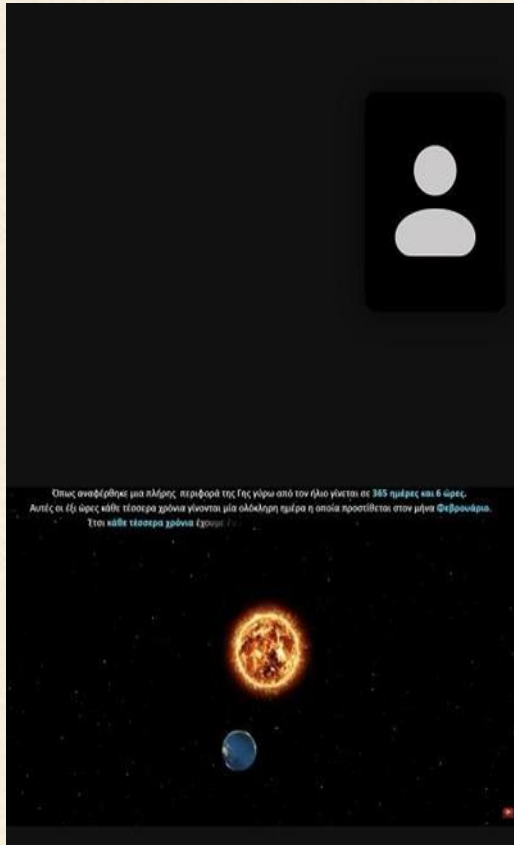 Όπως αναφέρθηκε μια πλήρης περιφορά της Γης γύρω από τον ήλιο γίνεται σε 365 ημέρες και 6 ώρες.
Αυτές οι έξι ώρες κάθε τέσσερα χρόνια γίνονται μία ολόκληρη ημέρα η οποία προστίθεται στον μήνα Φεβρουάριο.
Έτσι κάθε τέσσερα χρόνια έχουμε